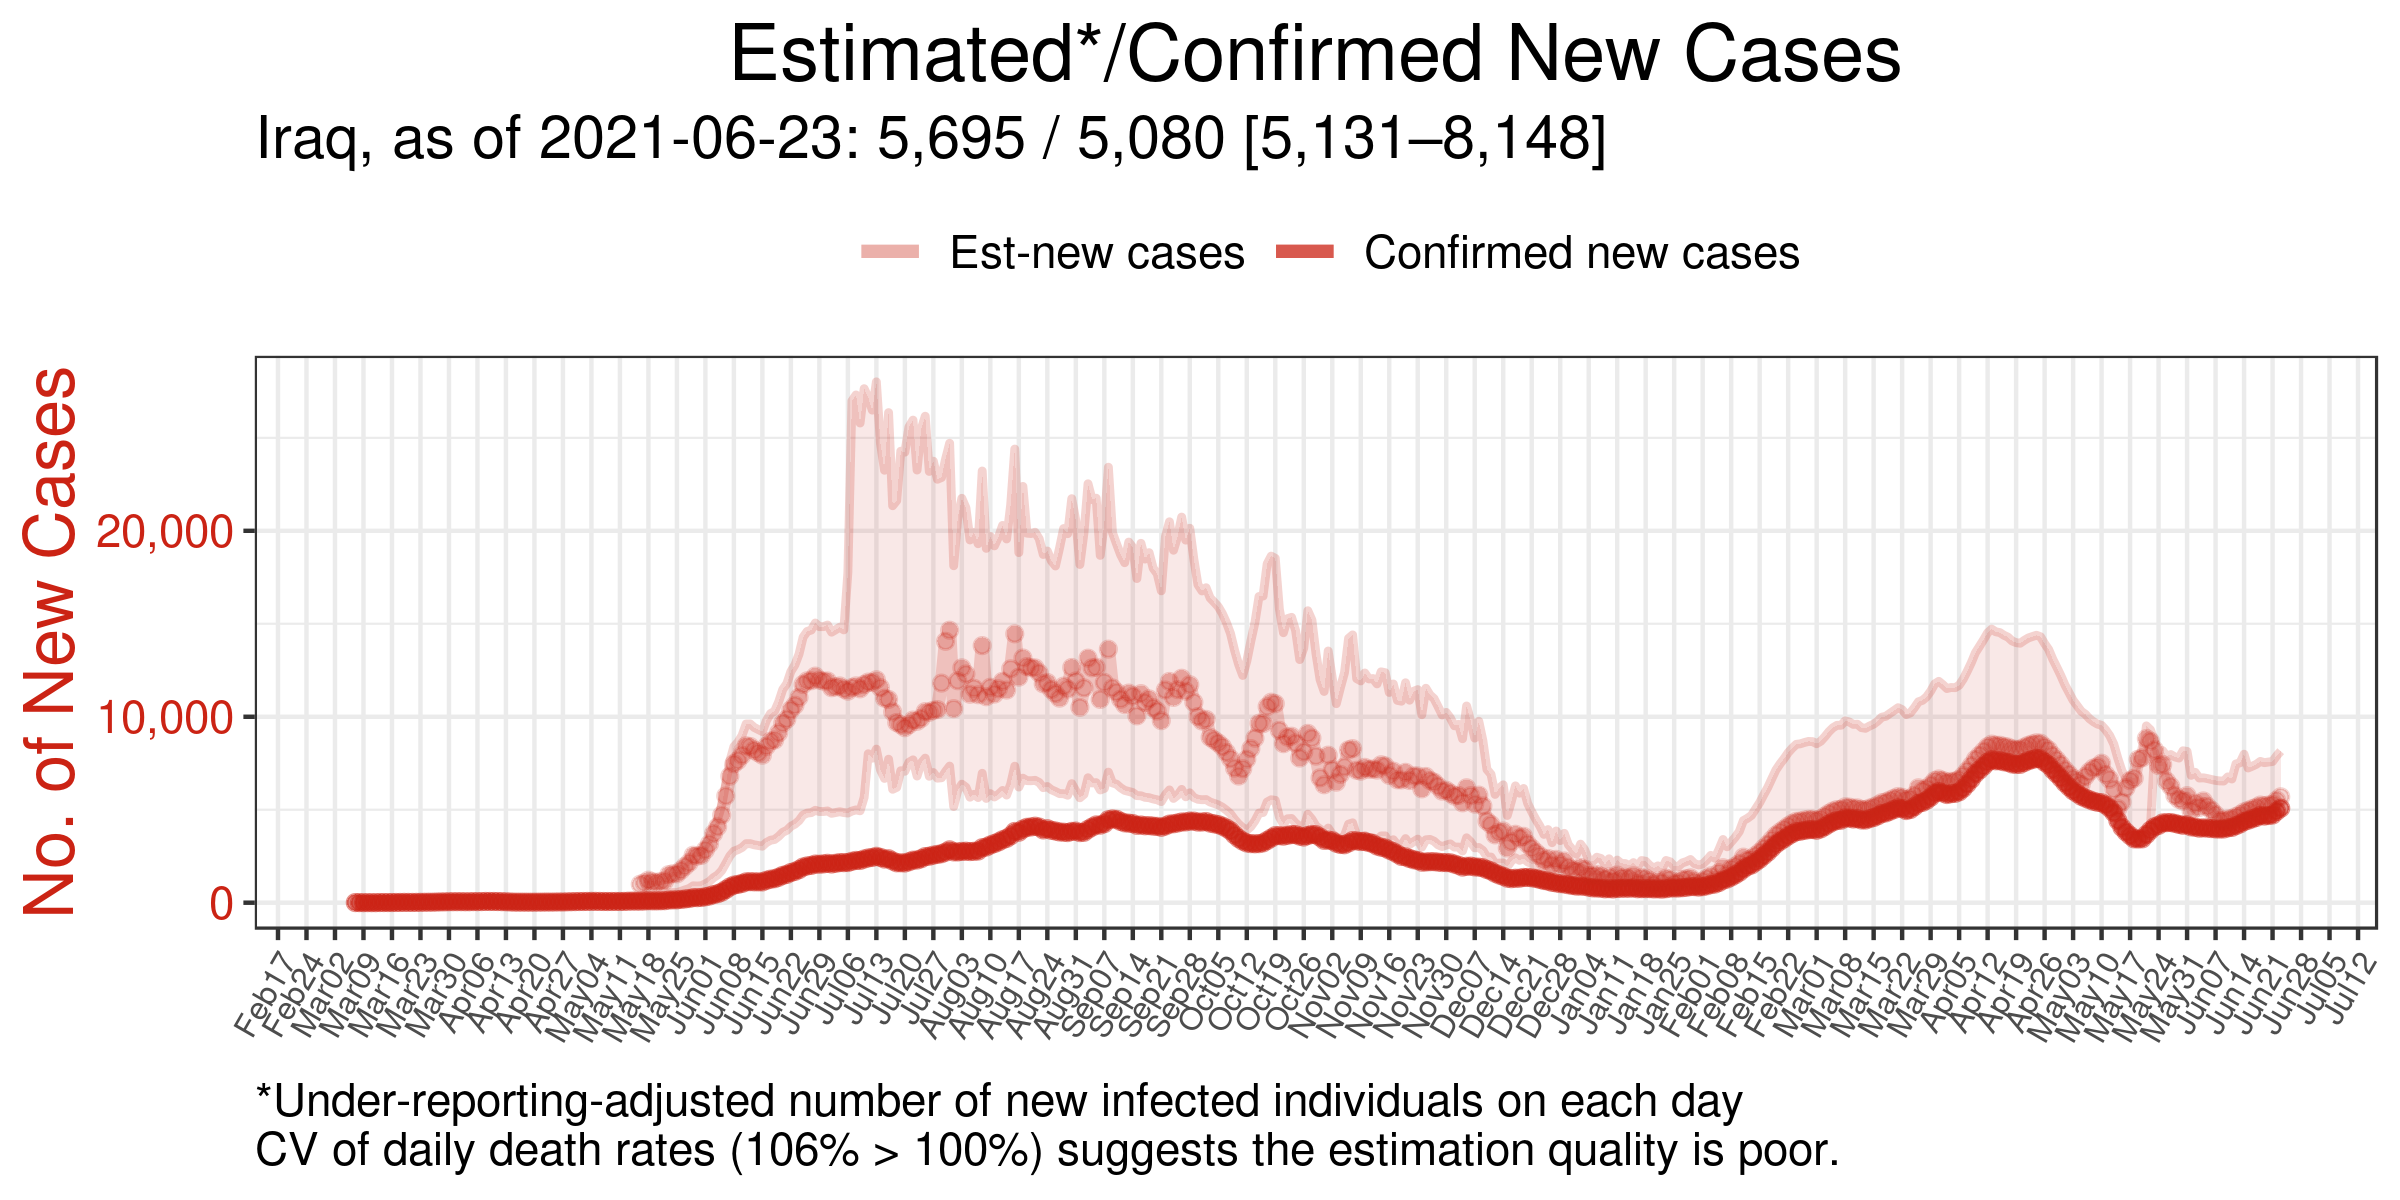 Estimated*/Confirmed New Cases
Iraq, as of 2021-06-23: 5,695 / 5,080 [5,131–8,148]
Est-new cases
Confirmed new cases
No. of New Cases
20,000
10,000
0
Feb17
Feb24
Mar02
Mar09
Mar16
Mar23
Mar30
Apr06
Apr13
Apr20
Apr27
May04
May11
May18
May25
Jun01
Jun08
Jun15
Jun22
Jun29
Jul06
Jul13
Jul20
Jul27
Aug03
Aug10
Aug17
Aug24
Aug31
Sep07
Sep14
Sep21
Sep28
Oct05
Oct12
Oct19
Oct26
Nov02
Nov09
Nov16
Nov23
Nov30
Dec07
Dec14
Dec21
Dec28
Jan04
Jan11
Jan18
Jan25
Feb01
Feb08
Feb15
Feb22
Mar01
Mar08
Mar15
Mar22
Mar29
Apr05
Apr12
Apr19
Apr26
May03
May10
May17
May24
May31
Jun07
Jun14
Jun21
Jun28
Jul05
Jul12
*Under-reporting-adjusted number of new infected individuals on each day
CV of daily death rates (106% > 100%) suggests the estimation quality is poor.